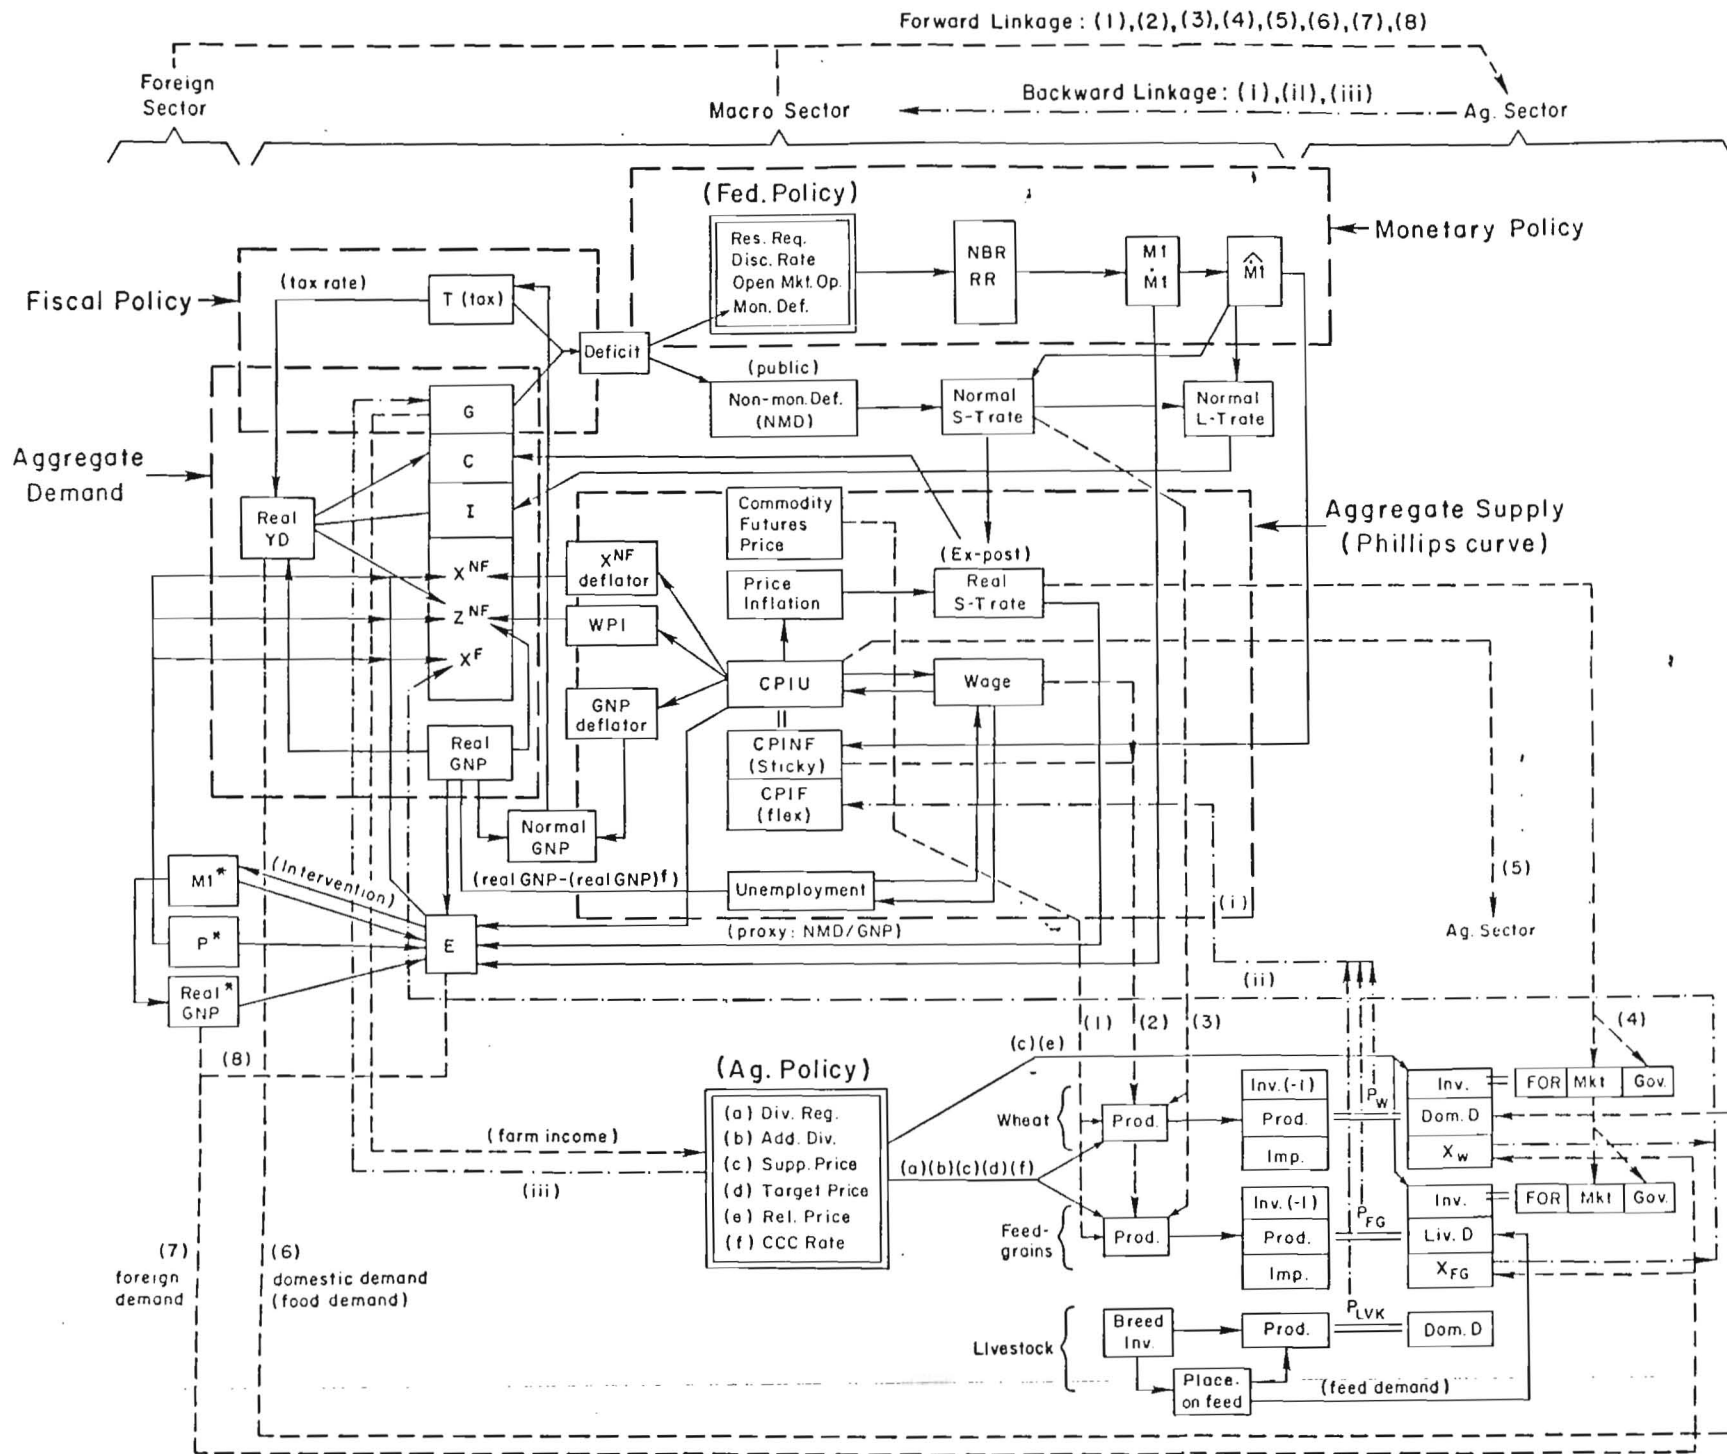 Forward Linkage: (1),(2),(3),(4),(5),(6),(7),(8)
Foreign
Sector
Backward Linkage: (i),(ii),(iii)
Macro Sector
Ag. Sector
(Fed. Policy)
Res. Req.
Disc. Rate
Open Mkt. Op.
Mon. Def.
NBR
RR
M1
Ṁ1
Ṁ̂1
Monetary Policy
Fiscal Policy
(tax rate)
T (tax)
Deficit
(public)
Non-mon. Def.
(NMD)
Normal
S-T rate
Normal
L-T rate
Aggregate
Demand
G
C
I
X^NF
Z^NF
X^F
Real
YD
Real
GNP
Commodity
Futures
Price
Aggregate Supply
(Phillips curve)
X^NF
deflator
WPI
GNP
deflator
Price
Inflation
(Ex-post)
Real
S-T rate
CPIU
Wage
CPINF
(Sticky)
CPIF
(flex)
Normal
GNP
(real GNP-(real GNP)^f)
Unemployment
(proxy: NMD/GNP)
(i)
(5)
Ag. Sector
M1*
(Intervention)
P*
Real*
GNP
E
(ii)
(1)
(2)
(3)
(4)
(8)
(Ag. Policy)
(a) Div. Reg.
(b) Add. Div.
(c) Supp. Price
(d) Target Price
(e) Rel. Price
(f) CCC Rate
(c)(e)
(farm income)
(iii)
(a)(b)(c)(d)(f)
Wheat
Prod.
Inv.(-1)
Prod.
Imp.
P_W
Inv.
Dom. D
X_W
FOR
Mkt
Gov.
Feed-
grains
Prod.
Inv.(-1)
Prod.
Imp.
P_FG
Inv.
Liv. D
X_FG
FOR
Mkt
Gov.
(7)
foreign
demand
(6)
domestic demand
(food demand)
Livestock
Breed
Inv.
Prod.
P_LVK
Dom. D
Place.
on feed
(feed demand)